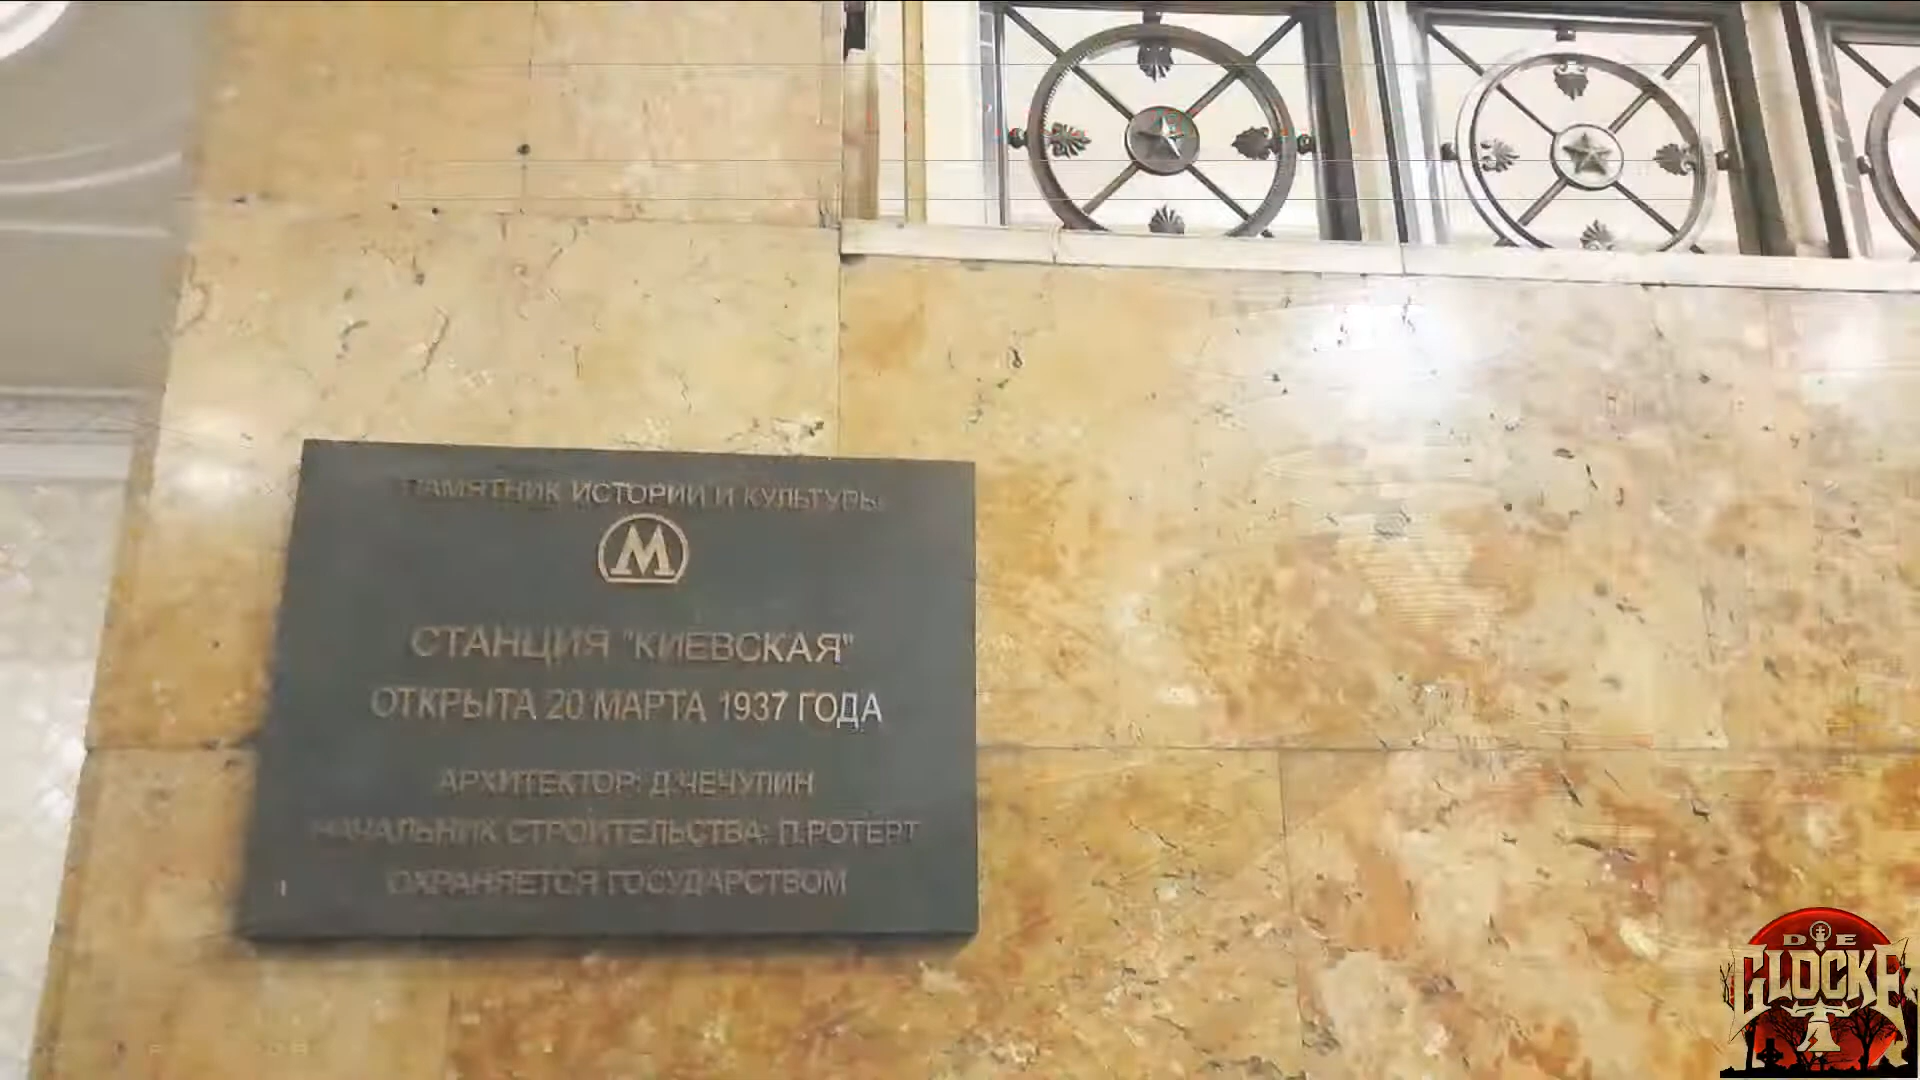 ПАМЯТНИК ИСТОРИИ И КУЛЬТУРЫ
М
СТАНЦИЯ "КИЕВСКАЯ"
ОТКРЫТА 20 МАРТА 1937 ГОДА
АРХИТЕКТОР: Д.ЧЕЧУЛИН
НАЧАЛЬНИК СТРОИТЕЛЬСТВА: П.РОТЕРТ
ОХРАНЯЕТСЯ ГОСУДАРСТВОМ
DIE
GLOCKE